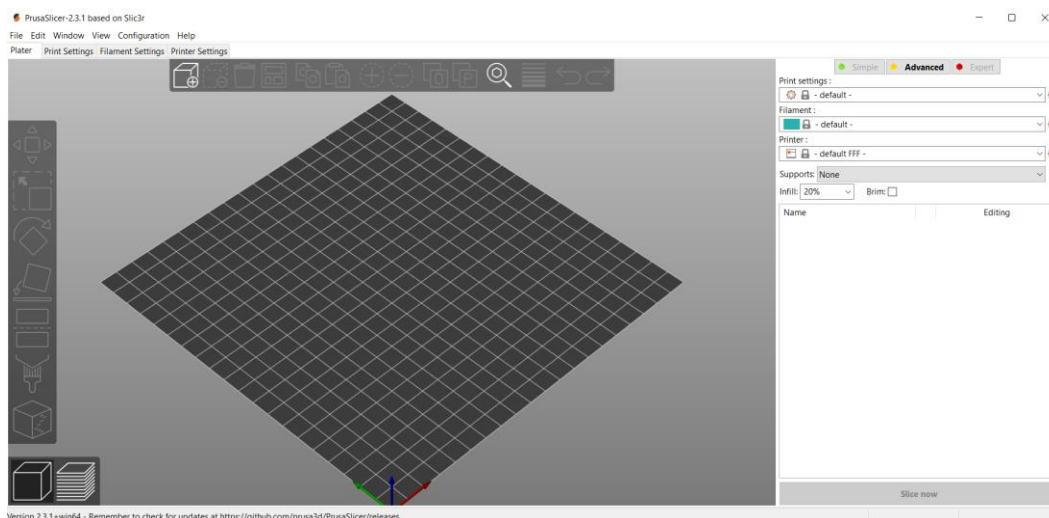 PrusaSlicer-2.3.1 based on Slic3r
File Edit Window View Configuration Help
Plater Print Settings Filament Settings Printer Settings
Simple Advanced Expert
Print settings :
- default -
Filament :
- default -
Printer :
- default FFF -
Supports: None
Infill: 20% Brim:
Name Editing
Slice now
Version 2.3.1+win64 - Remember to check for updates at https://github.com/prusa3d/PrusaSlicer/releases